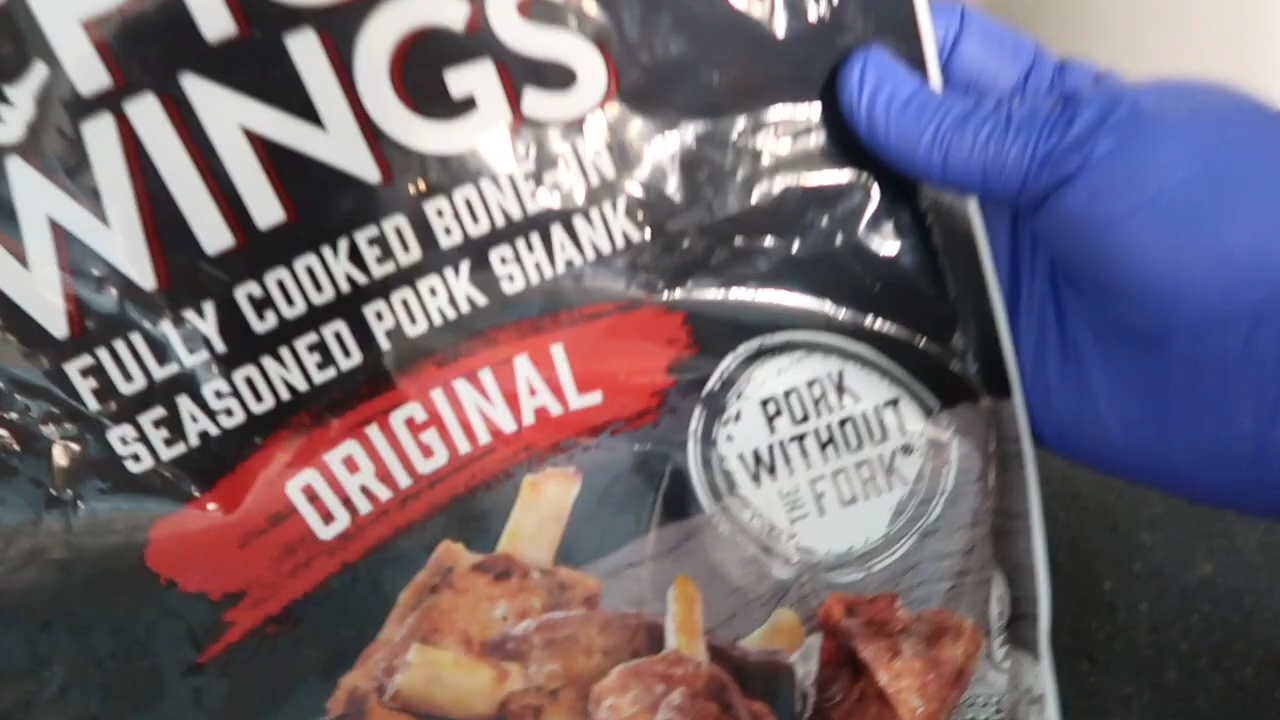 WINGS
FULLY COOKED BONE-IN
SEASONED PORK SHANK
ORIGINAL
PORK
WITHOUT
THE FORK®